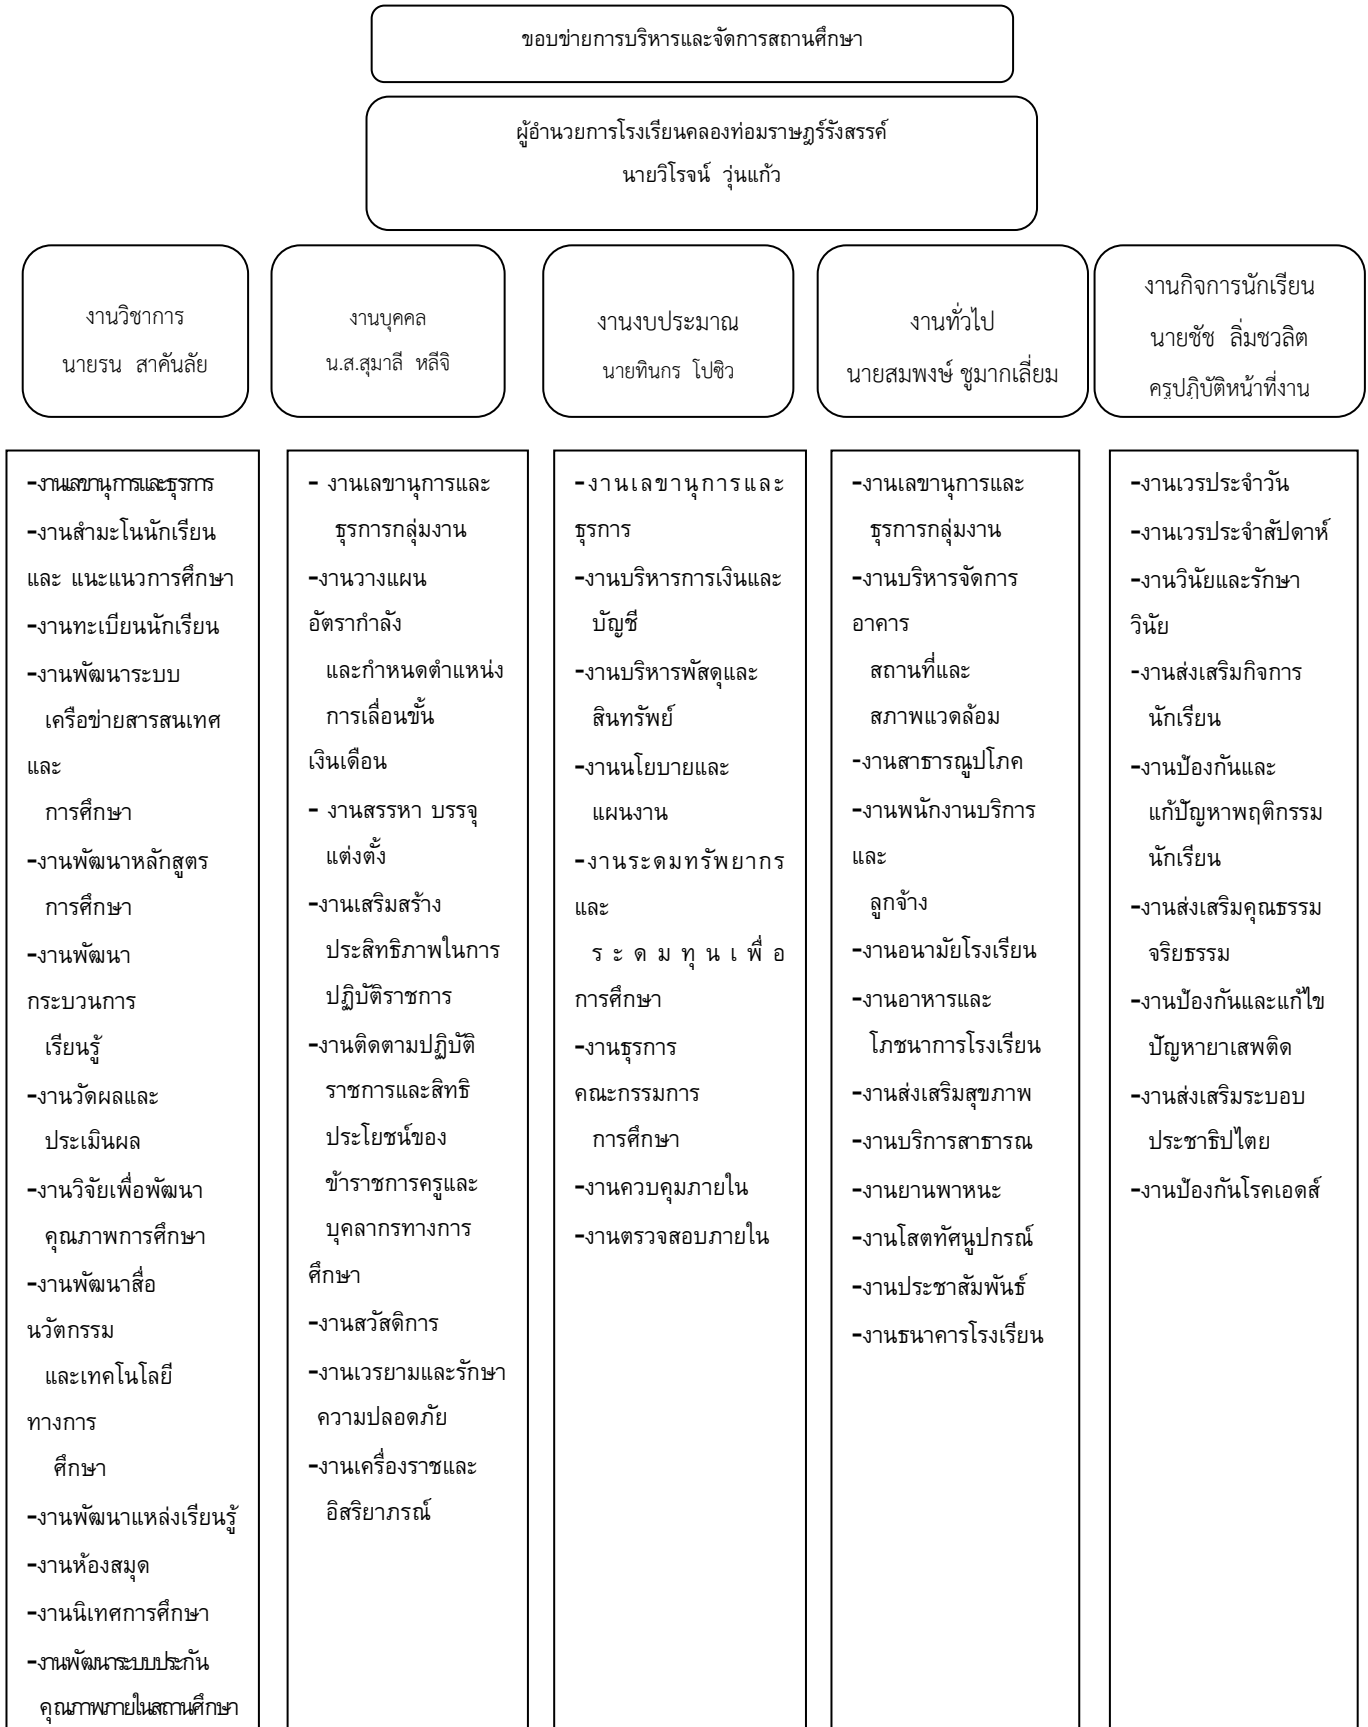 ขอบข่ายการบริหารและจัดการสถานศึกษา
ผู้อำนวยการโรงเรียนคลองท่อมราษฎร์รังสรรค์
นายวิโรจน์ วุ่นแก้ว
งานวิชาการ
นายรน สาคันลัย
งานบุคคล
น.ส.สุมาลี หลีจิ
งานงบประมาณ
นายทินกร โปซิว
งานทั่วไป
นายสมพงษ์ ชูมากเลี่ยม
งานกิจการนักเรียน
นายชัช ลิ่มชวลิต
ครูปฏิบัติหน้าที่งาน
-งานเลขานุการและธุรการ
-งานสำมะโนนักเรียน
และ แนะแนวการศึกษา
-งานทะเบียนนักเรียน
-งานพัฒนาระบบ
เครือข่ายสารสนเทศ
และ
การศึกษา
-งานพัฒนาหลักสูตร
การศึกษา
-งานพัฒนา
กระบวนการ
เรียนรู้
-งานวัดผลและ
ประเมินผล
-งานวิจัยเพื่อพัฒนา
คุณภาพการศึกษา
-งานพัฒนาสื่อ
นวัตกรรม
และเทคโนโลยี
ทางการ
ศึกษา
-งานพัฒนาแหล่งเรียนรู้
-งานห้องสมุด
-งานนิเทศการศึกษา
-งานพัฒนาระบบประกัน
คุณภาพภายในสถานศึกษา
- งานเลขานุการและ
ธุรการกลุ่มงาน
-งานวางแผน
อัตรากำลัง
และกำหนดตำแหน่ง
การเลื่อนขั้น
เงินเดือน
- งานสรรหา บรรจุ
แต่งตั้ง
-งานเสริมสร้าง
ประสิทธิภาพในการ
ปฏิบัติราชการ
-งานติดตามปฏิบัติ
ราชการและสิทธิ
ประโยชน์ของ
ข้าราชการครูและ
บุคลากรทางการ
ศึกษา
-งานสวัสดิการ
-งานเวรยามและรักษา
ความปลอดภัย
-งานเครื่องราชและ
อิสริยาภรณ์
-งานเลขานุการและ
ธุรการ
-งานบริหารการเงินและ
บัญชี
-งานบริหารพัสดุและ
สินทรัพย์
-งานนโยบายและ
แผนงาน
-งานระดมทรัพยากร
และ
ระดมทุนเพื่อ
การศึกษา
-งานธุรการ
คณะกรรมการ
การศึกษา
-งานควบคุมภายใน
-งานตรวจสอบภายใน
-งานเลขานุการและ
ธุรการกลุ่มงาน
-งานบริหารจัดการ
อาคาร
สถานที่และ
สภาพแวดล้อม
-งานสาธารณูปโภค
-งานพนักงานบริการ
และ
ลูกจ้าง
-งานอนามัยโรงเรียน
-งานอาหารและ
โภชนาการโรงเรียน
-งานส่งเสริมสุขภาพ
-งานบริการสาธารณ
-งานยานพาหนะ
-งานโสตทัศนูปกรณ์
-งานประชาสัมพันธ์
-งานธนาคารโรงเรียน
-งานเวรประจำวัน
-งานเวรประจำสัปดาห์
-งานวินัยและรักษา
วินัย
-งานส่งเสริมกิจการ
นักเรียน
-งานป้องกันและ
แก้ปัญหาพฤติกรรม
นักเรียน
-งานส่งเสริมคุณธรรม
จริยธรรม
-งานป้องกันและแก้ไข
ปัญหายาเสพติด
-งานส่งเสริมระบอบ
ประชาธิปไตย
-งานป้องกันโรคเอดส์